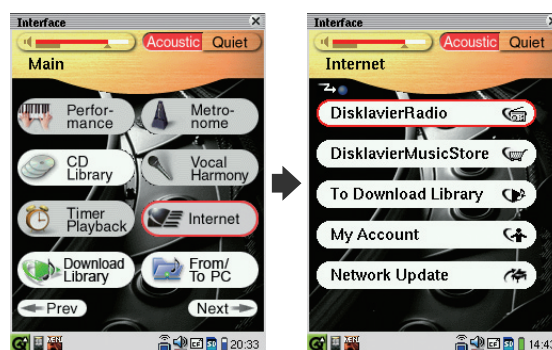 Interface
Acoustic Quiet
Main
Perfor-
mance
Metro-
nome
CD
Library
Vocal
Harmony
Timer
Playback
Internet
Download
Library
From/
To PC
Prev
Next
20:33
Interface
Acoustic Quiet
Internet
DisklavierRadio
DisklavierMusicStore
To Download Library
My Account
Network Update
14:43